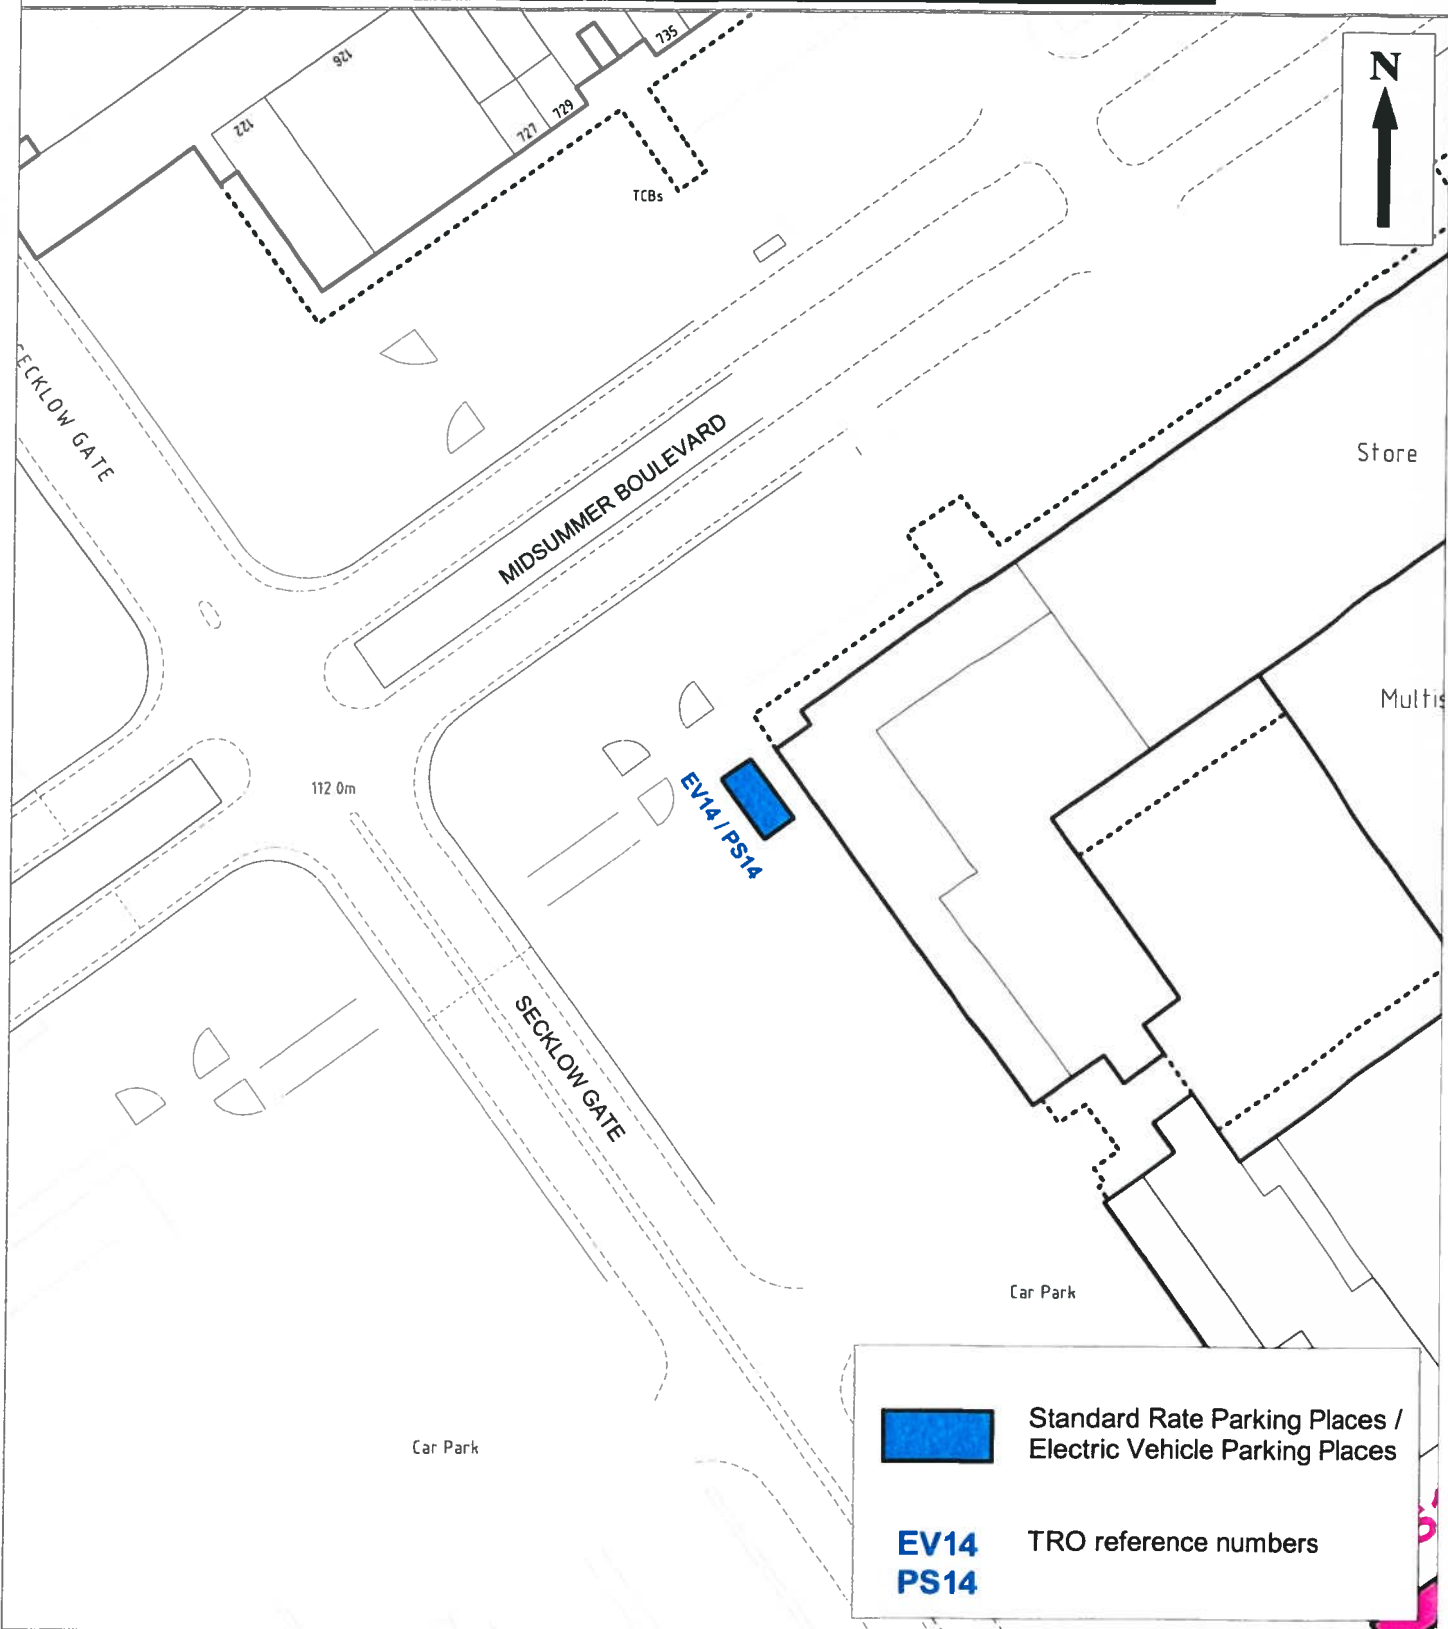 735
126
N
122
729
727
TCBs
SECKLOW GATE
MIDSUMMER BOULEVARD
Store
Multis
112 0m
EV14 / PS14
SECKLOW GATE
Car Park
Car Park
Standard Rate Parking Places /
Electric Vehicle Parking Places
EV14
PS14
TRO reference numbers